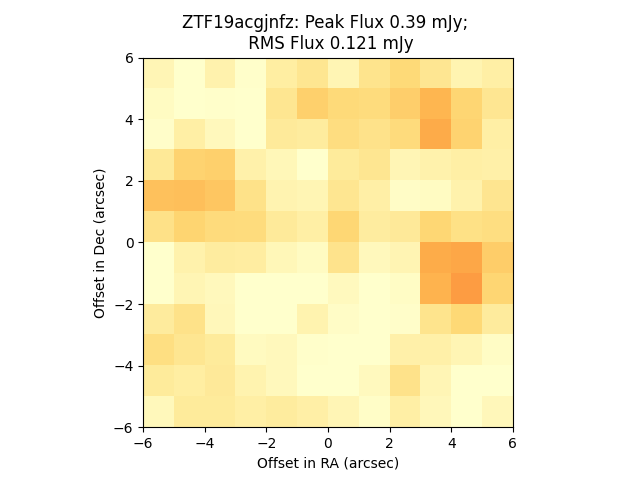 ZTF19acgjnfz: Peak Flux 0.39 mJy;
RMS Flux 0.121 mJy
6
4
2
0
−2
−4
−6
Offset in Dec (arcsec)
−6 −4 −2 0 2 4 6
Offset in RA (arcsec)